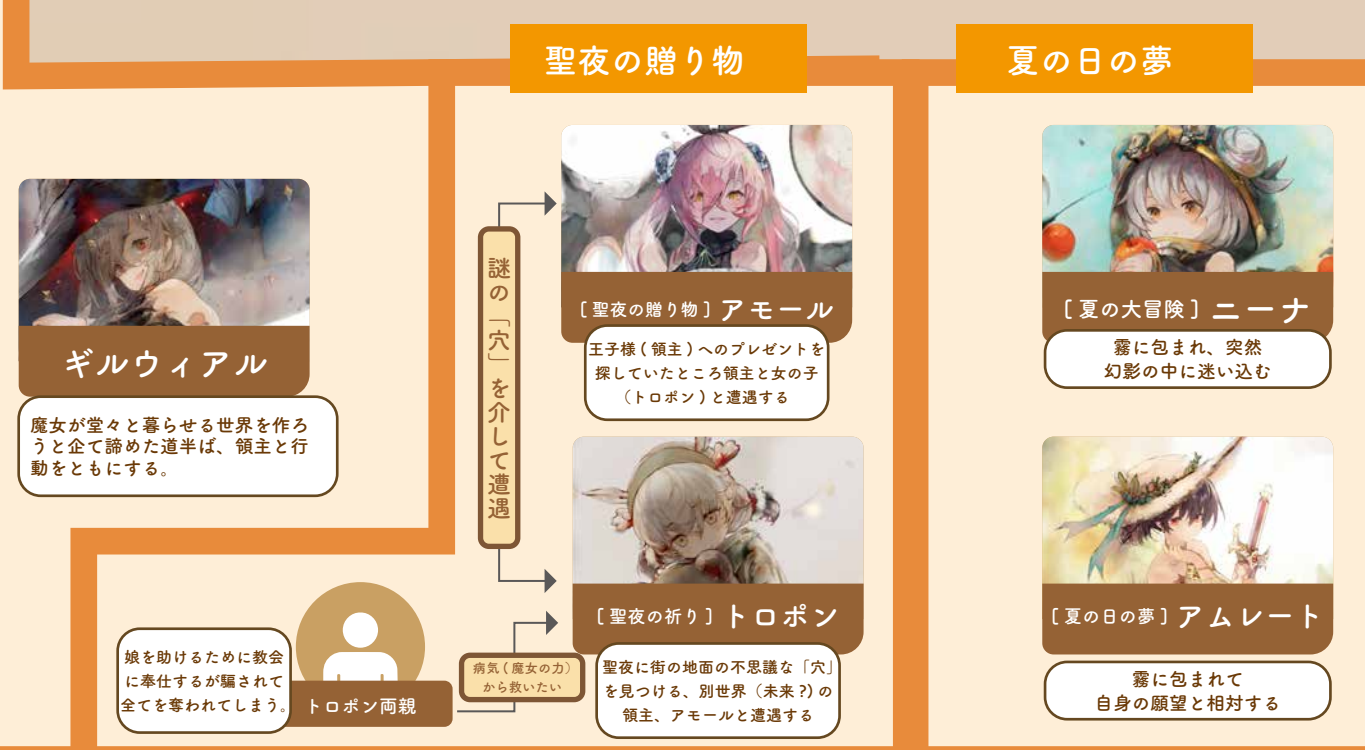 聖夜の贈り物
夏の日の夢
ギルウィアル
魔女が堂々と暮らせる世界を作ろ
うと企て諦めた道半ば、領主と行
動をともにする。
謎の「穴」を介して遭遇
[聖夜の贈り物] アモール
王子様(領主)へのプレゼントを
探していたところ領主と女の子
(トロポン)と遭遇する
[聖夜の祈り] トロポン
聖夜に街の地面の不思議な「穴」
を見つける、別世界(未来?)の
領主、アモールと遭遇する
娘を助けるために教会
に奉仕するが騙されて
全てを奪われてしまう。
トロポン両親
病気(魔女の力)
から救いたい
[夏の大冒険] ニーナ
霧に包まれ、突然
幻影の中に迷い込む
[夏の日の夢] アムレート
霧に包まれて
自身の願望と相対する